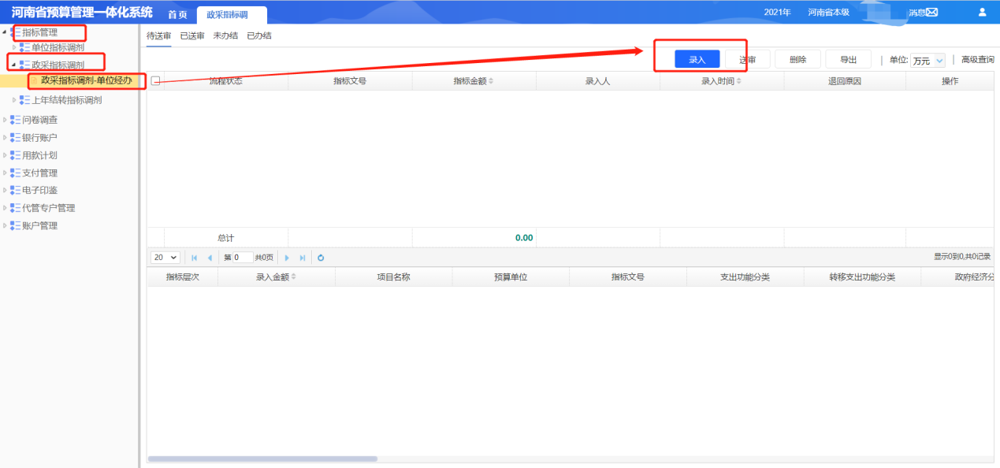 河南省预算管理一体化系统 首页 政采指标调 2021年 河南省本级 消息
指标管理
单位指标调剂
政采指标调剂
政采指标调剂-单位经办
上年结转指标调剂
问卷调查
银行账户
用款计划
支付管理
电子印鉴
代管专户管理
账户管理
待送审 已送审 未办结 已办结
录入 送审 删除 导出 | 单位: 万元 | 高级查询
流程状态 指标文号 指标金额 录入人 录入时间 退回原因 操作
总计 0.00
20 第 0 共0页 显示0到0,共0记录
指标层次 录入金额 项目名称 预算单位 指标文号 支出功能分类 转移支出功能分类 政府经济分